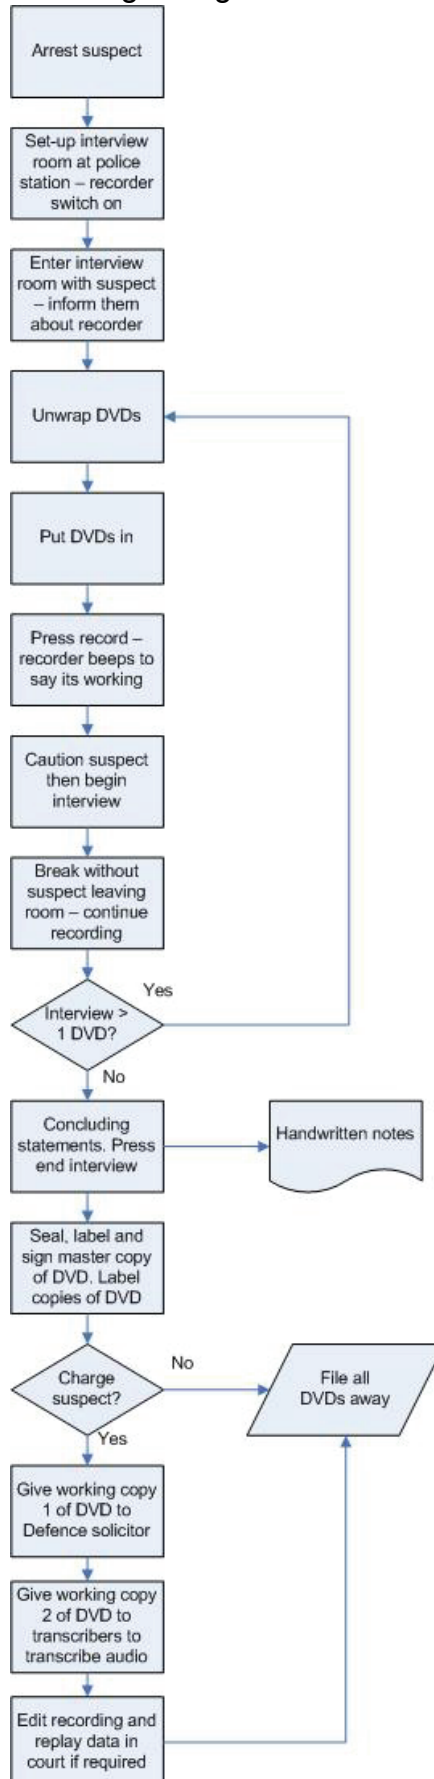 Arrest suspect
Set-up interview
room at police
station – recorder
switch on
Enter interview
room with suspect
– inform them
about recorder
Unwrap DVDs
Put DVDs in
Press record –
recorder beeps to
say its working
Caution suspect
then begin
interview
Break without
suspect leaving
room – continue
recording
Yes
Interview >
1 DVD?
No
Concluding
statements. Press
end interview
Handwritten notes
Seal, label and
sign master copy
of DVD. Label
copies of DVD
No
Charge
suspect?
File all
DVDs away
Yes
Give working copy
1 of DVD to
Defence solicitor
Give working copy
2 of DVD to
transcribers to
transcribe audio
Edit recording and
replay data in
court if required